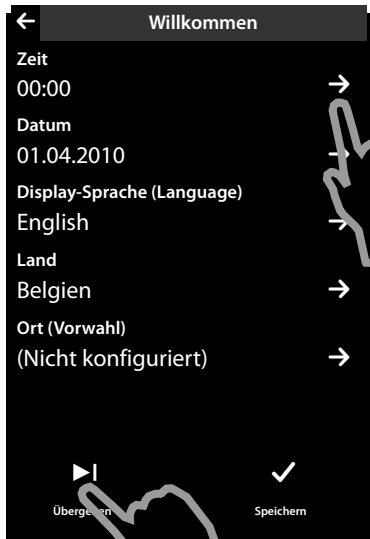 Willkommen
Zeit
00:00
Datum
01.04.2010
Display-Sprache (Language)
English
Land
Belgien
Ort (Vorwahl)
(Nicht konfiguriert)
Übergehen Speichern